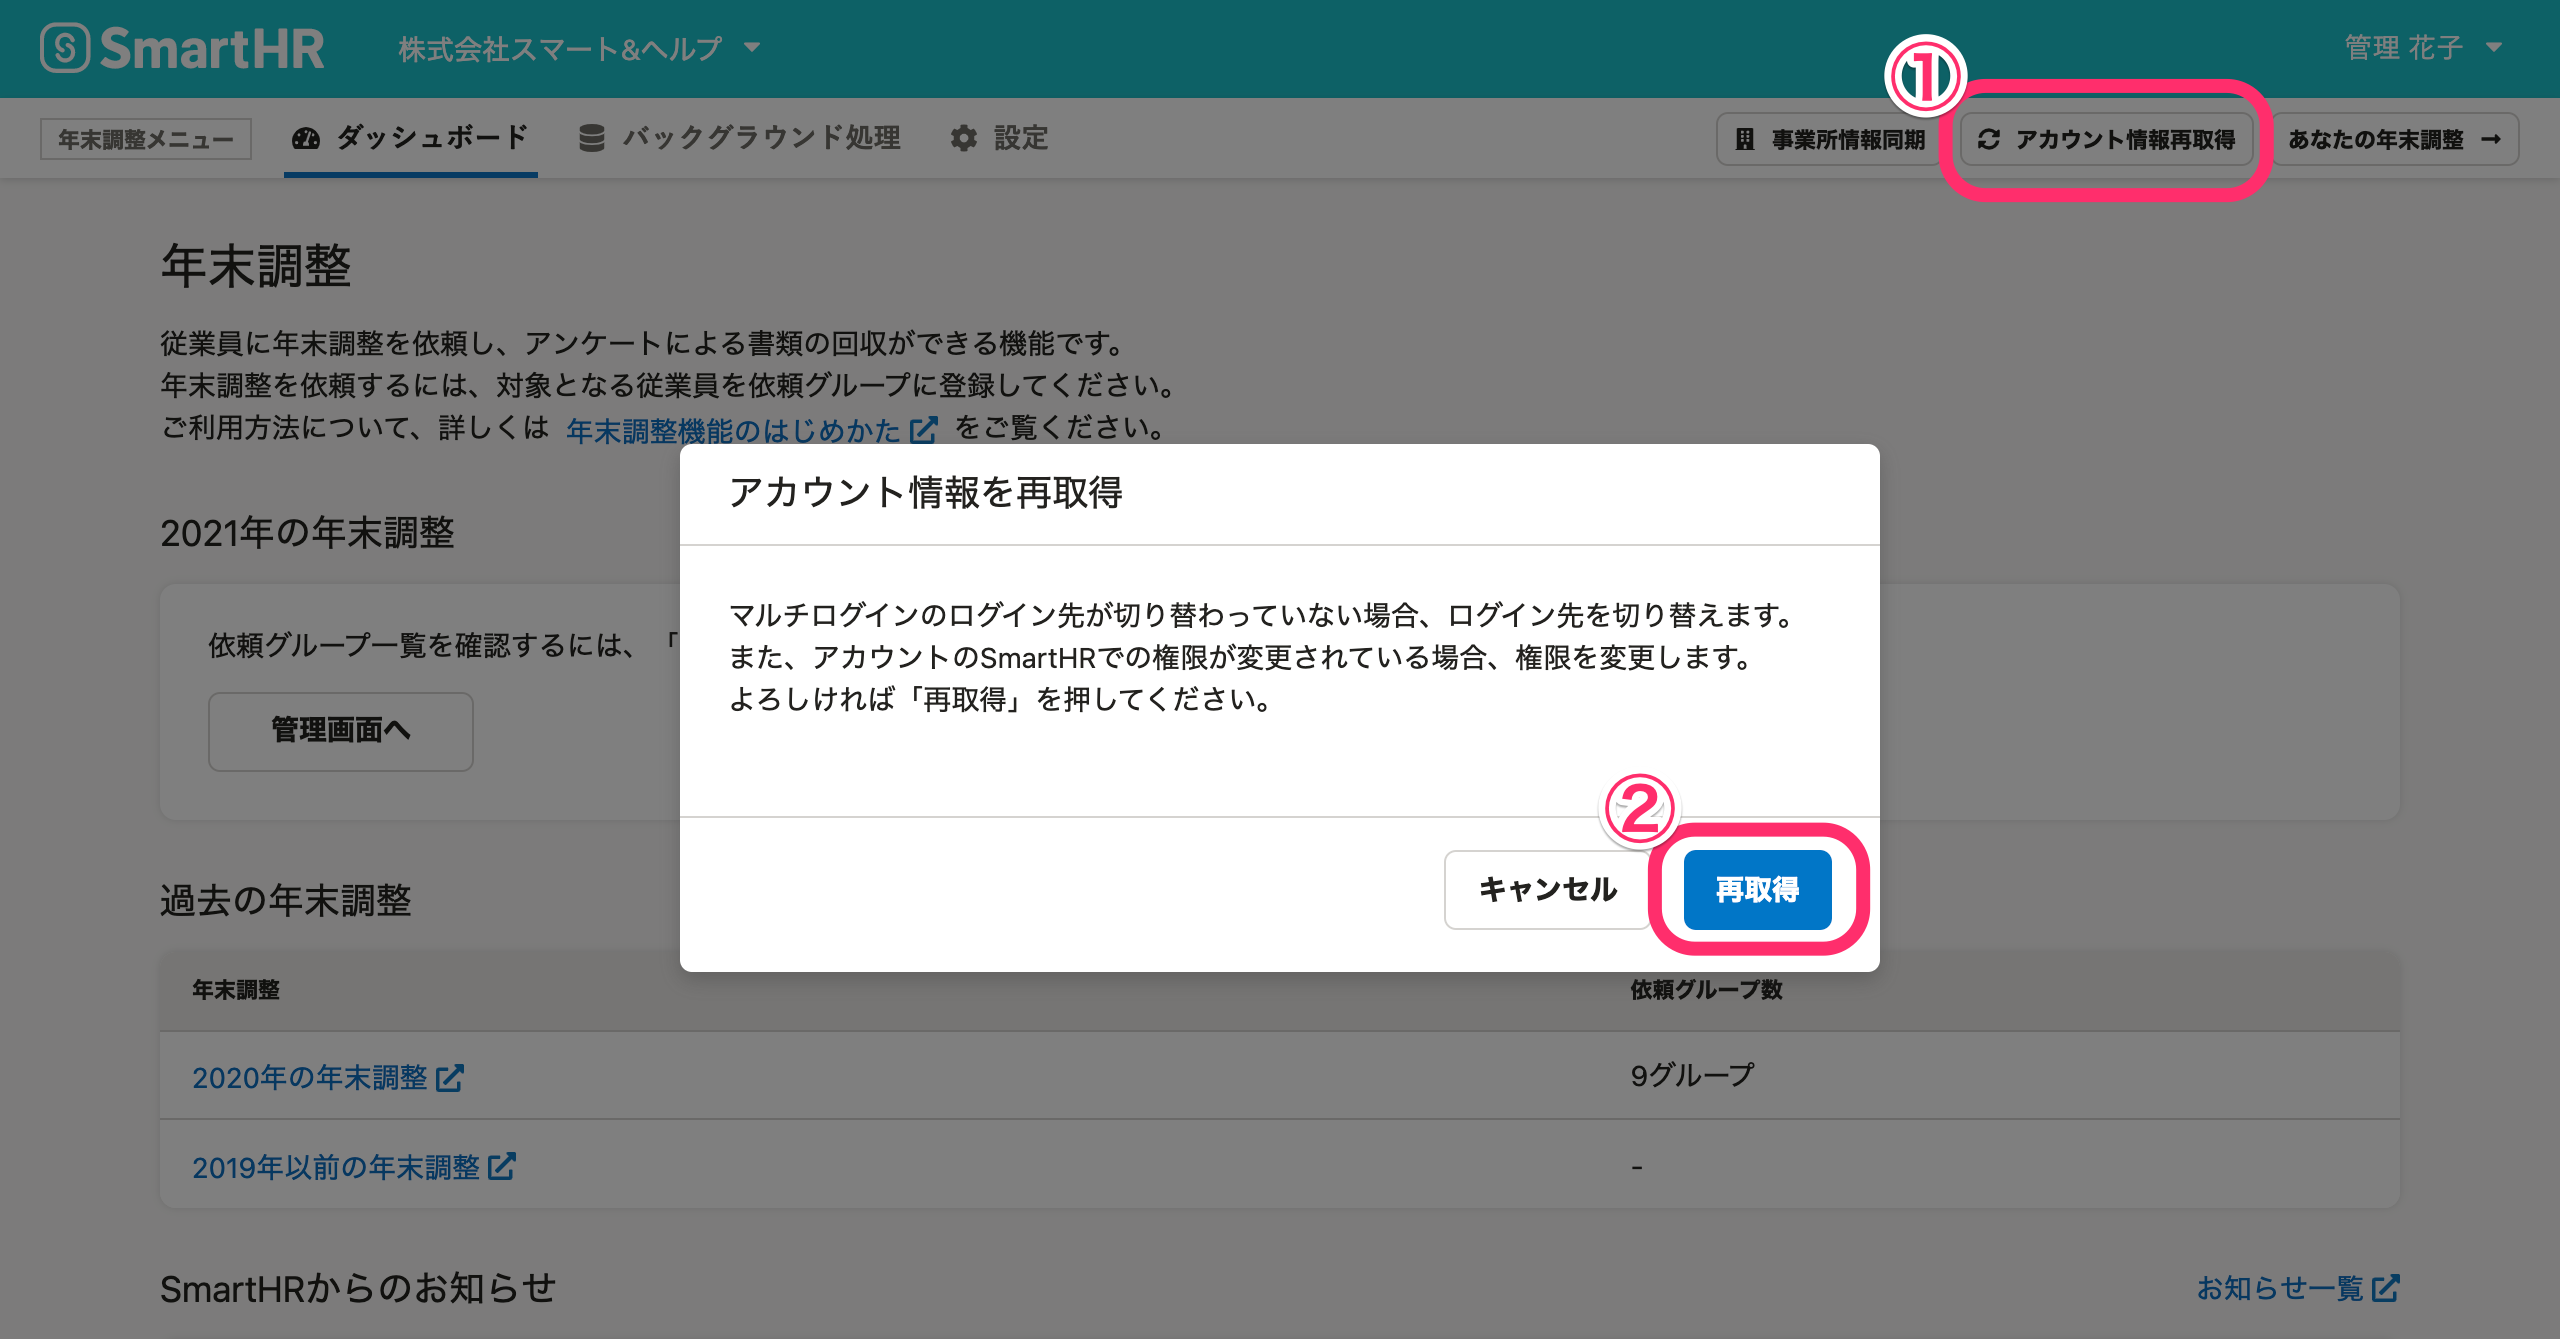 SmartHR 株式会社スマート&ヘルプ 管理 花子
①
年末調整メニュー ダッシュボード バックグラウンド処理 設定 事業所情報同期 アカウント情報再取得 あなたの年末調整
年末調整
従業員に年末調整を依頼し、アンケートによる書類の回収ができる機能です。
年末調整を依頼するには、対象となる従業員を依頼グループに登録してください。
ご利用方法について、詳しくは 年末調整機能のはじめかた をご覧ください。
2021年の年末調整
依頼グループ一覧を確認するには、「
管理画面へ
アカウント情報を再取得
マルチログインのログイン先が切り替わっていない場合、ログイン先を切り替えます。
また、アカウントのSmartHRでの権限が変更されている場合、権限を変更します。
よろしければ「再取得」を押してください。
②
キャンセル 再取得
過去の年末調整
年末調整 依頼グループ数
2020年の年末調整 9グループ
2019年以前の年末調整 -
SmartHRからのお知らせ お知らせ一覧